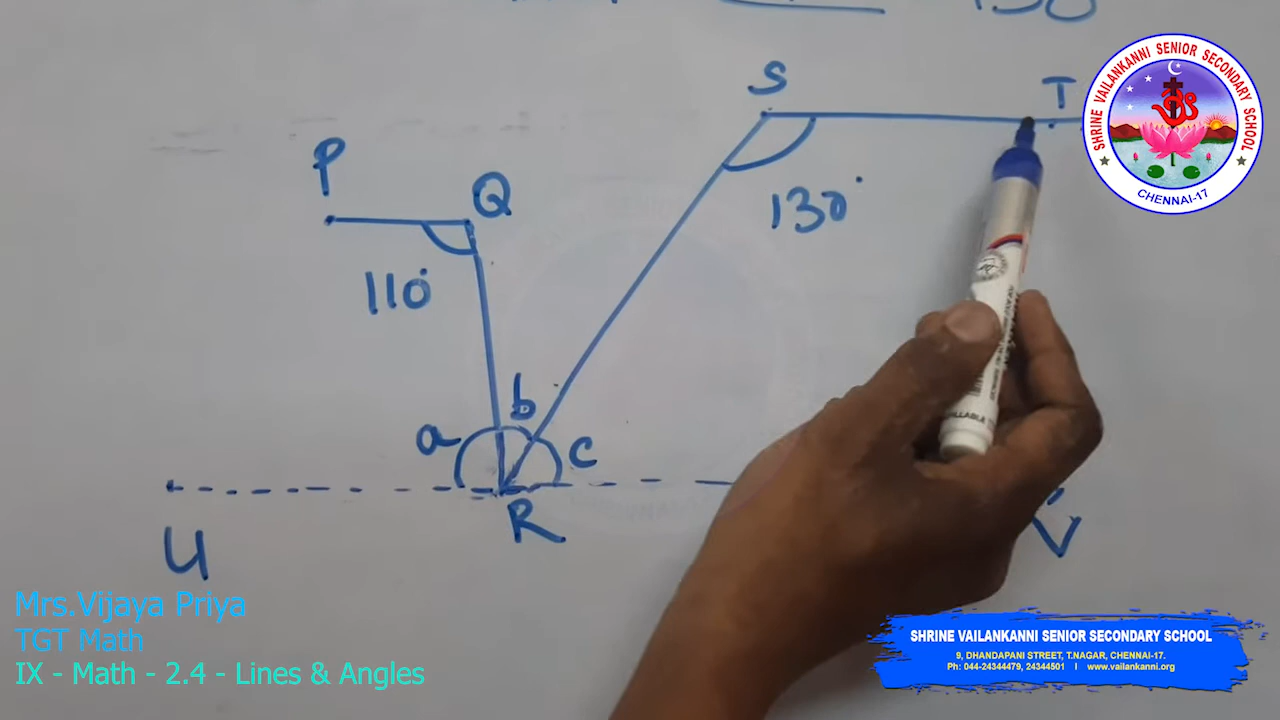 130
S
T
P
Q
130°
110°
b
a
c
R
U
V
SHRINE VAILANKANNI SENIOR SECONDARY SCHOOL
CHENNAI-17
Mrs.Vijaya Priya
TGT Math
IX - Math - 2.4 - Lines & Angles
SHRINE VAILANKANNI SENIOR SECONDARY SCHOOL
9, DHANDAPANI STREET, T.NAGAR, CHENNAI-17.
Ph: 044-24344479, 24344501 I www.vailankanni.org